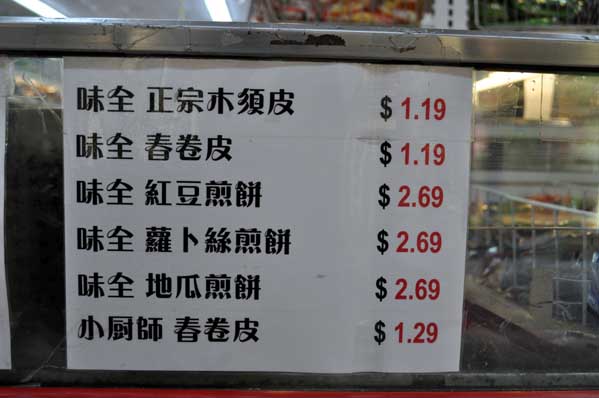 味全 正宗木須皮 $ 1.19
味全 春卷皮 $ 1.19
味全 紅豆煎餅 $ 2.69
味全 蘿卜絲煎餅 $ 2.69
味全 地瓜煎餅 $ 2.69
小厨師 春卷皮 $ 1.29